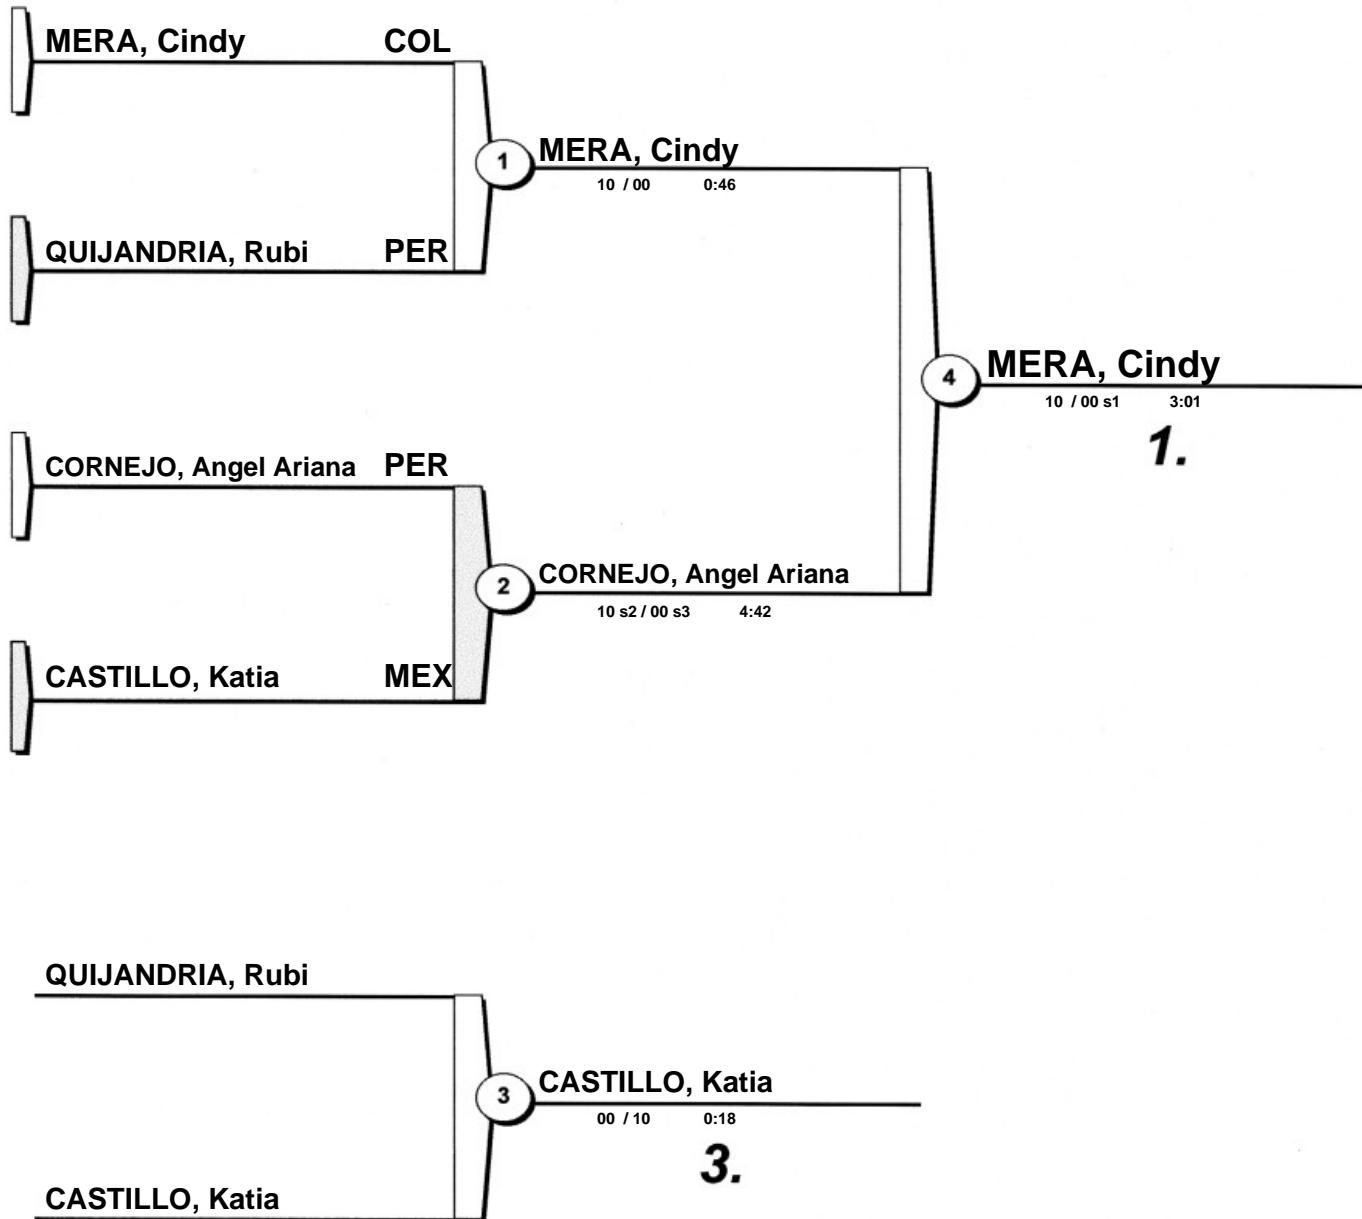 MERA, Cindy COL
1 MERA, Cindy
10 / 00 0:46
QUIJANDRIA, Rubi PER
4 MERA, Cindy
10 / 00 s1 3:01
1.
CORNEJO, Angel Ariana PER
2 CORNEJO, Angel Ariana
10 s2 / 00 s3 4:42
CASTILLO, Katia MEX
QUIJANDRIA, Rubi
3 CASTILLO, Katia
00 / 10 0:18
3.
CASTILLO, Katia